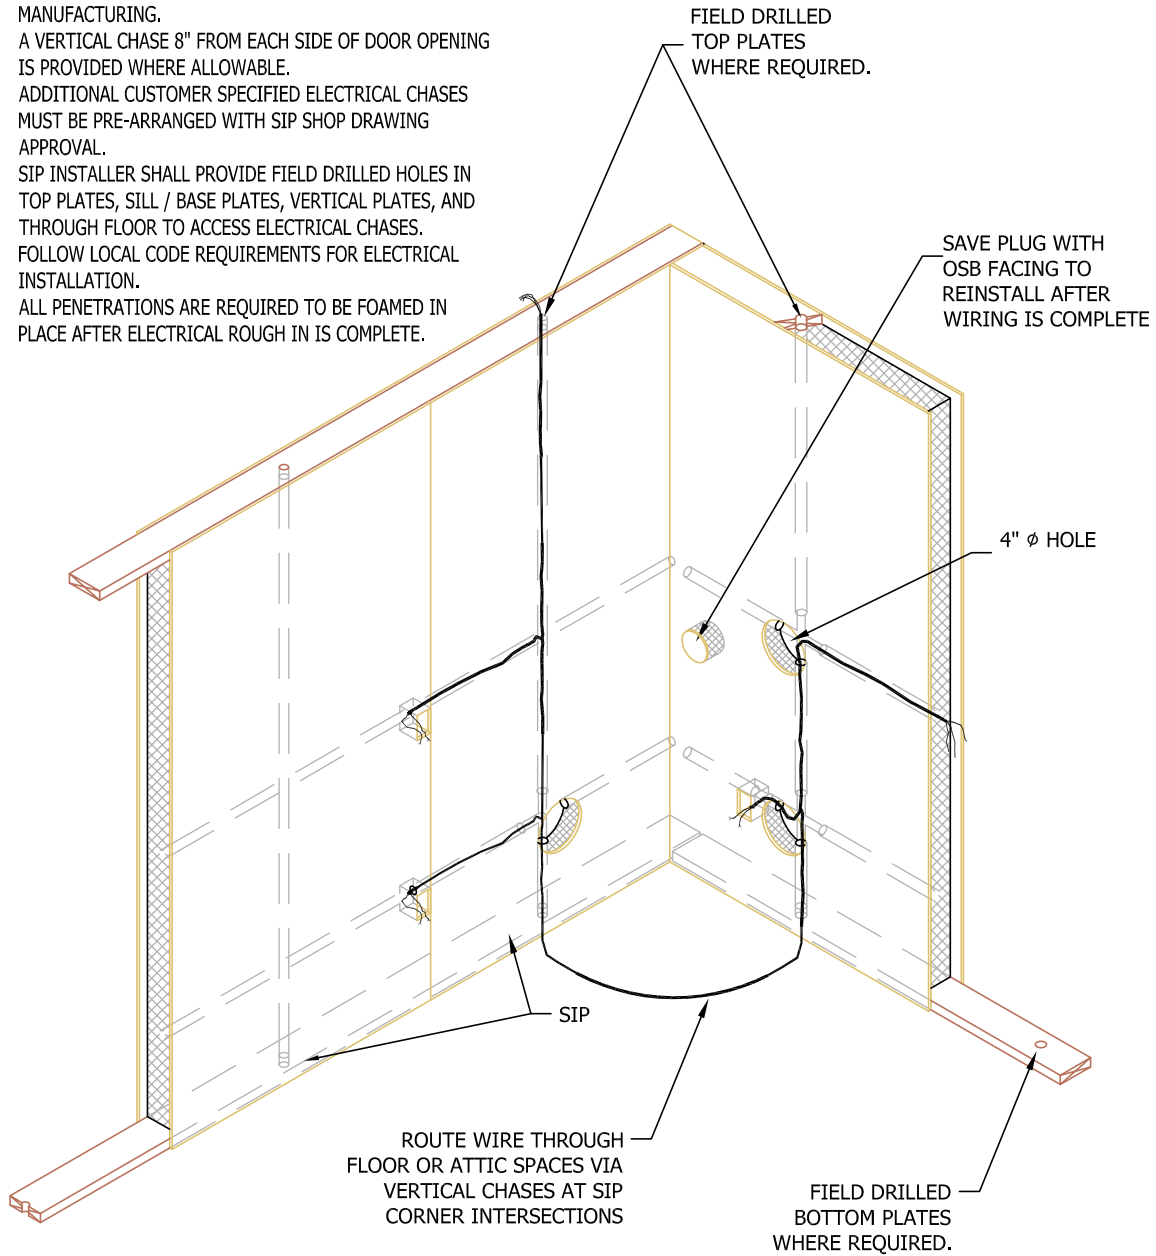 MANUFACTURING.
A VERTICAL CHASE 8" FROM EACH SIDE OF DOOR OPENING
IS PROVIDED WHERE ALLOWABLE.
ADDITIONAL CUSTOMER SPECIFIED ELECTRICAL CHASES
MUST BE PRE-ARRANGED WITH SIP SHOP DRAWING
APPROVAL.
SIP INSTALLER SHALL PROVIDE FIELD DRILLED HOLES IN
TOP PLATES, SILL / BASE PLATES, VERTICAL PLATES, AND
THROUGH FLOOR TO ACCESS ELECTRICAL CHASES.
FOLLOW LOCAL CODE REQUIREMENTS FOR ELECTRICAL
INSTALLATION.
ALL PENETRATIONS ARE REQUIRED TO BE FOAMED IN
PLACE AFTER ELECTRICAL ROUGH IN IS COMPLETE.
FIELD DRILLED
TOP PLATES
WHERE REQUIRED.
SAVE PLUG WITH
OSB FACING TO
REINSTALL AFTER
WIRING IS COMPLETE
4" ϕ HOLE
SIP
ROUTE WIRE THROUGH
FLOOR OR ATTIC SPACES VIA
VERTICAL CHASES AT SIP
CORNER INTERSECTIONS
FIELD DRILLED
BOTTOM PLATES
WHERE REQUIRED.